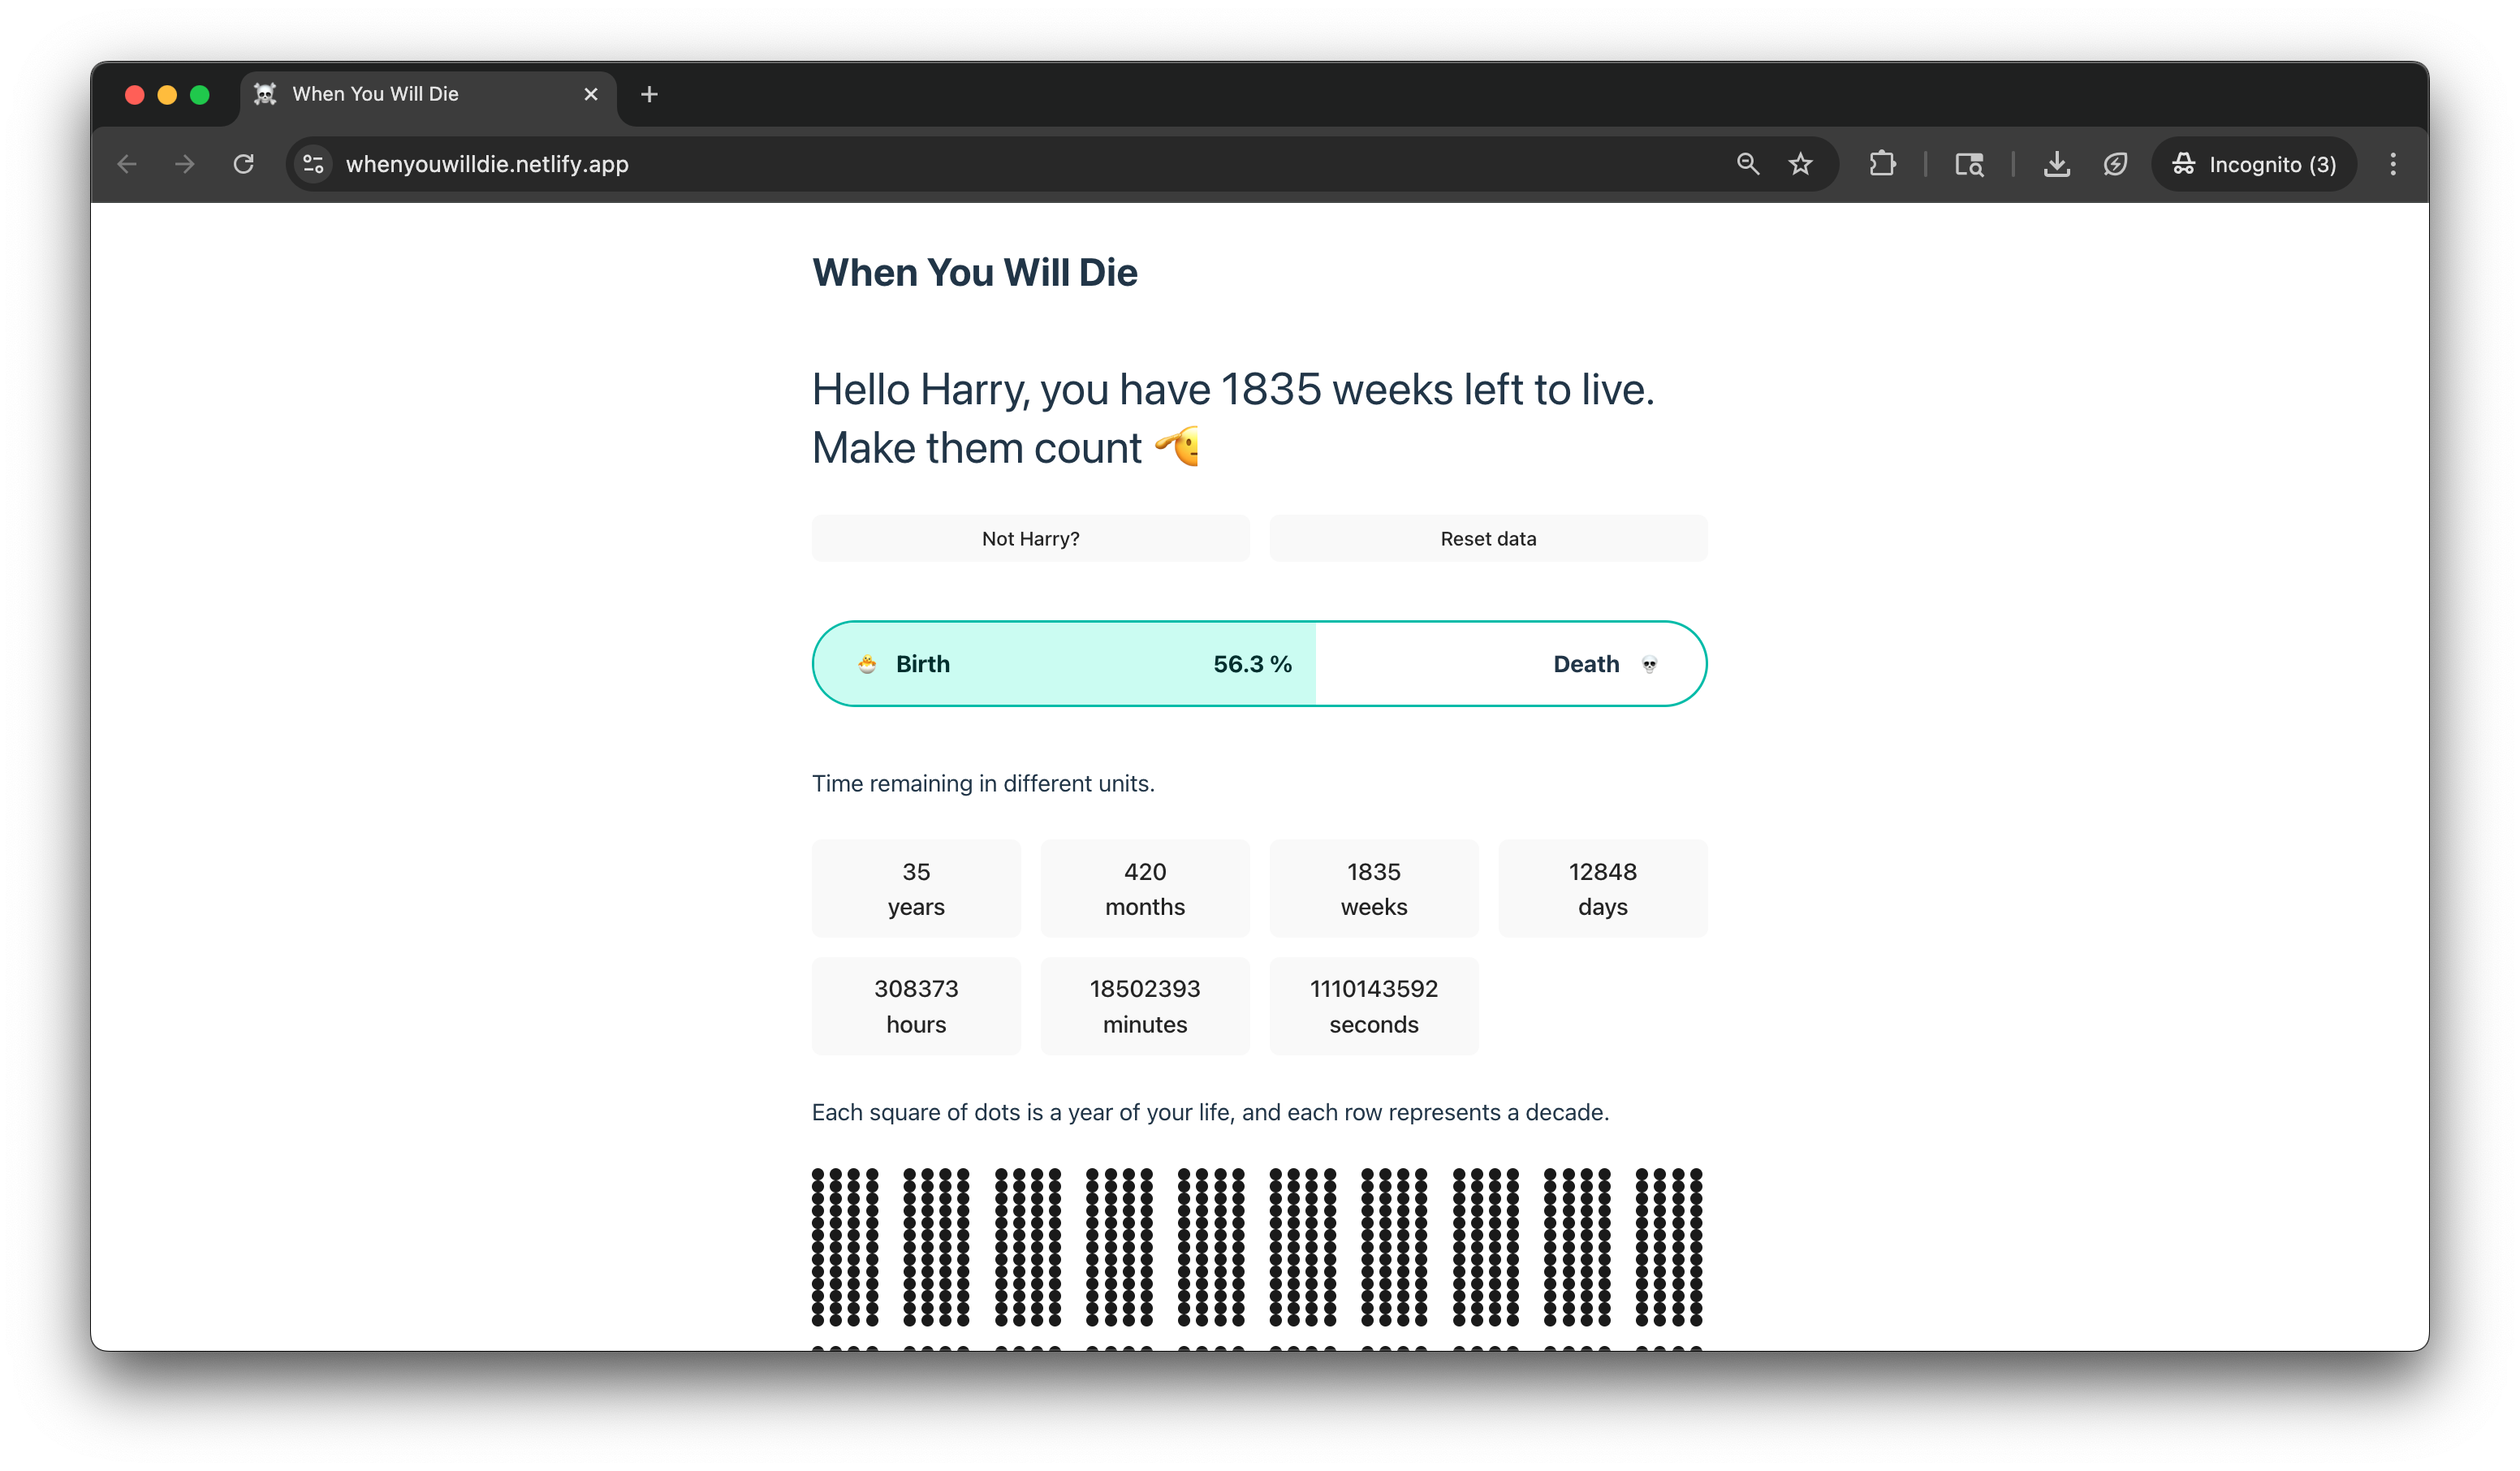 When You Will Die
whenyouwilldie.netlify.app
Incognito (3)
When You Will Die
Hello Harry, you have 1835 weeks left to live.
Make them count
Not Harry?
Reset data
Birth
56.3 %
Death
Time remaining in different units.
35
years
420
months
1835
weeks
12848
days
308373
hours
18502393
minutes
1110143592
seconds
Each square of dots is a year of your life, and each row represents a decade.